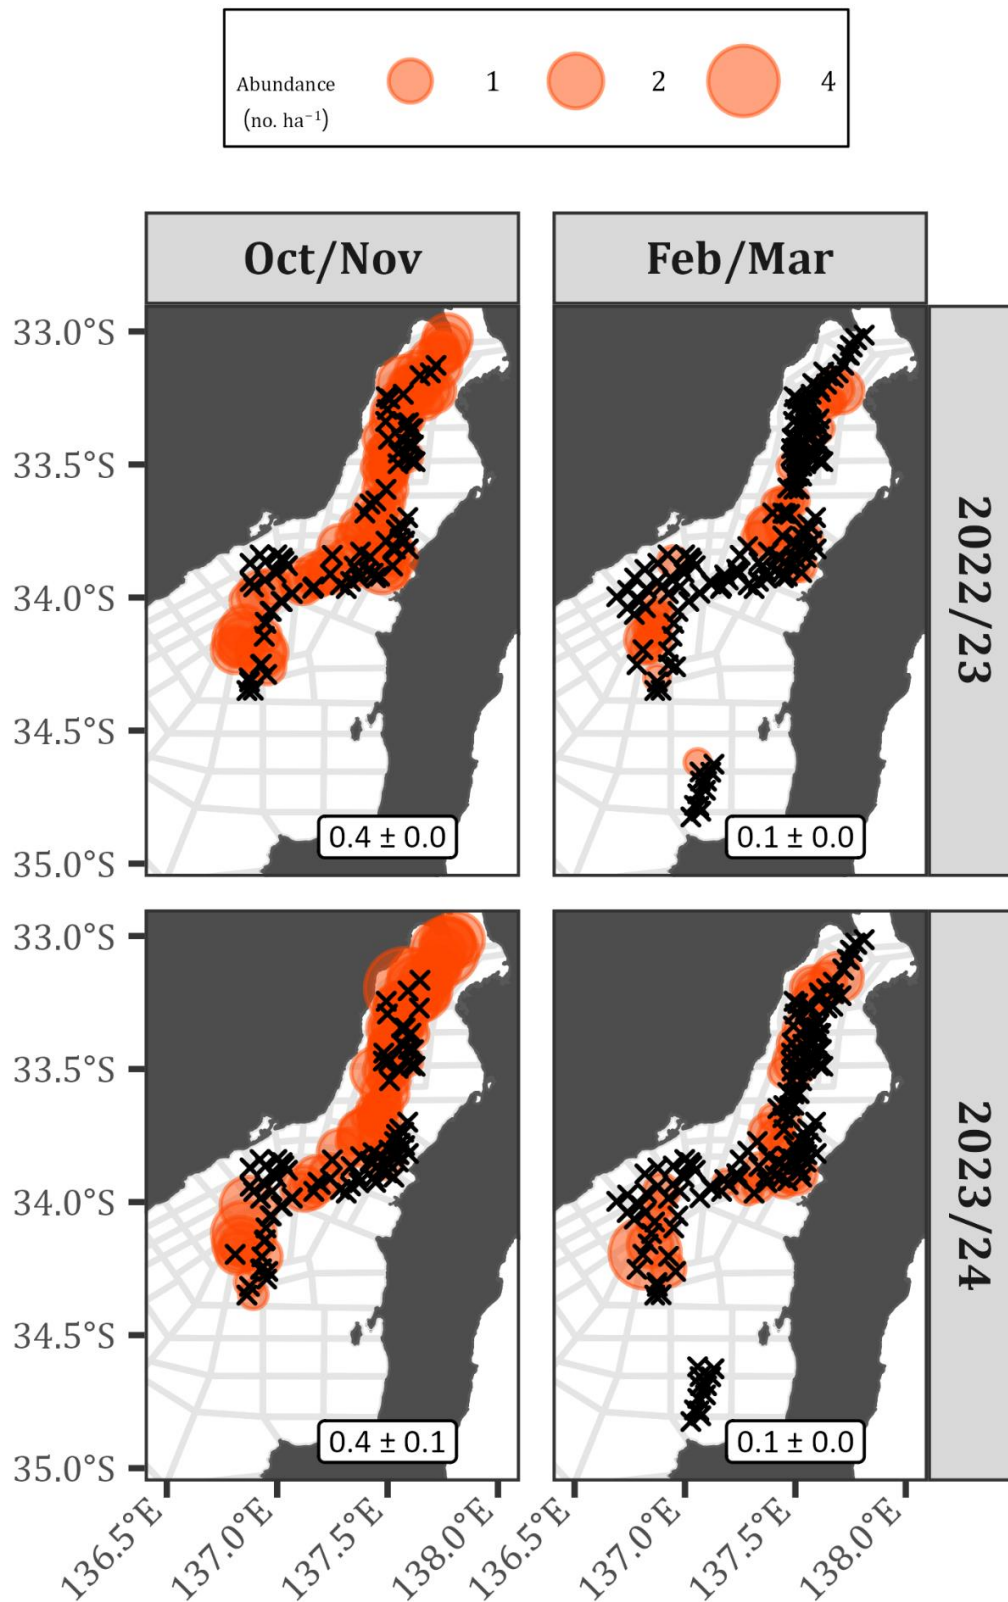 Abundance
(no. ha⁻¹)
1
2
4
Oct/Nov
Feb/Mar
33.0°S
33.5°S
34.0°S
34.5°S
35.0°S
0.4 ± 0.0
0.1 ± 0.0
2022/23
33.0°S
33.5°S
34.0°S
34.5°S
35.0°S
0.4 ± 0.1
0.1 ± 0.0
2023/24
136.5°E
137.0°E
137.5°E
138.0°E
136.5°E
137.0°E
137.5°E
138.0°E